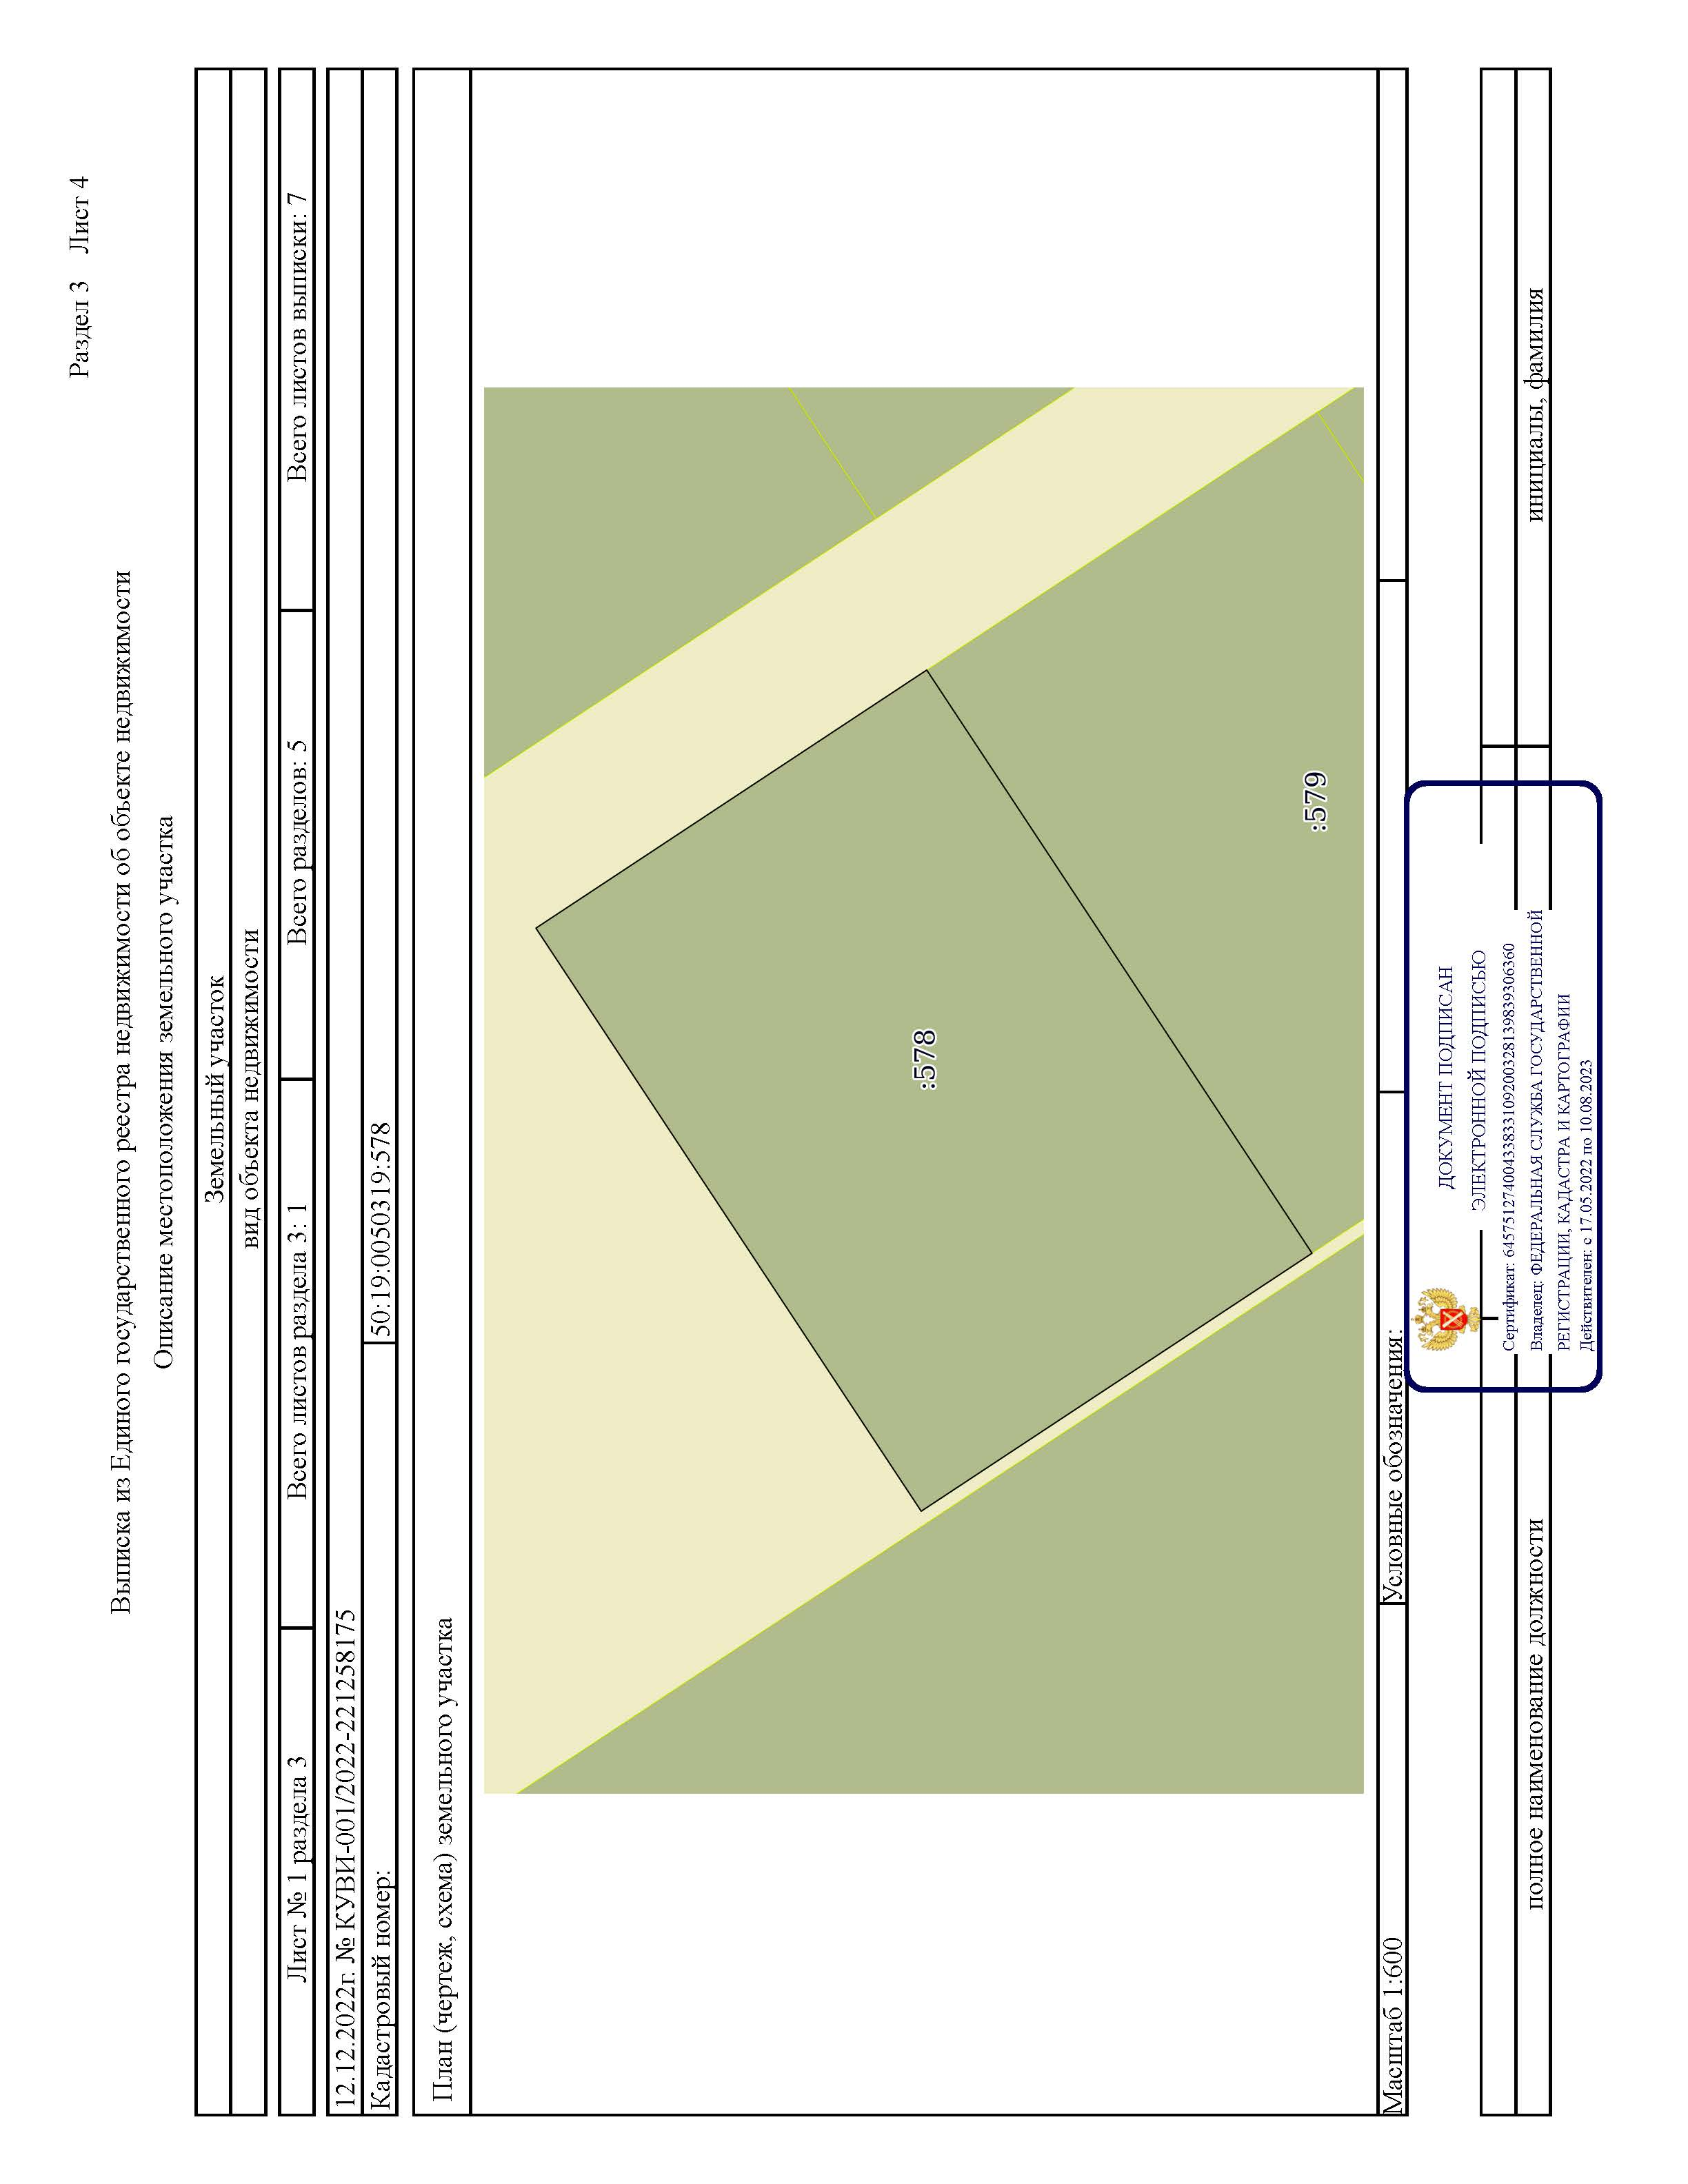 Раздел 3 Лист 4
Выписка из Единого государственного реестра недвижимости об объекте недвижимости
Описание местоположения земельного участка
Земельный участок
вид объекта недвижимости
Лист № 1 раздела 3 Всего листов раздела 3: 1 Всего разделов: 5 Всего листов выписки: 7
12.12.2022г. № КУВИ-001/2022-221258175
Кадастровый номер: 50:19:0050319:578
План (чертеж, схема) земельного участка
:578
:579
Масштаб 1:600 Условные обозначения:
ДОКУМЕНТ ПОДПИСАН
ЭЛЕКТРОННОЙ ПОДПИСЬЮ
Сертификат: 64575127400433833109200328139839306360
Владелец: ФЕДЕРАЛЬНАЯ СЛУЖБА ГОСУДАРСТВЕННОЙ
РЕГИСТРАЦИИ, КАДАСТРА И КАРТОГРАФИИ
Действителен: с 17.05.2022 по 10.08.2023
полное наименование должности инициалы, фамилия